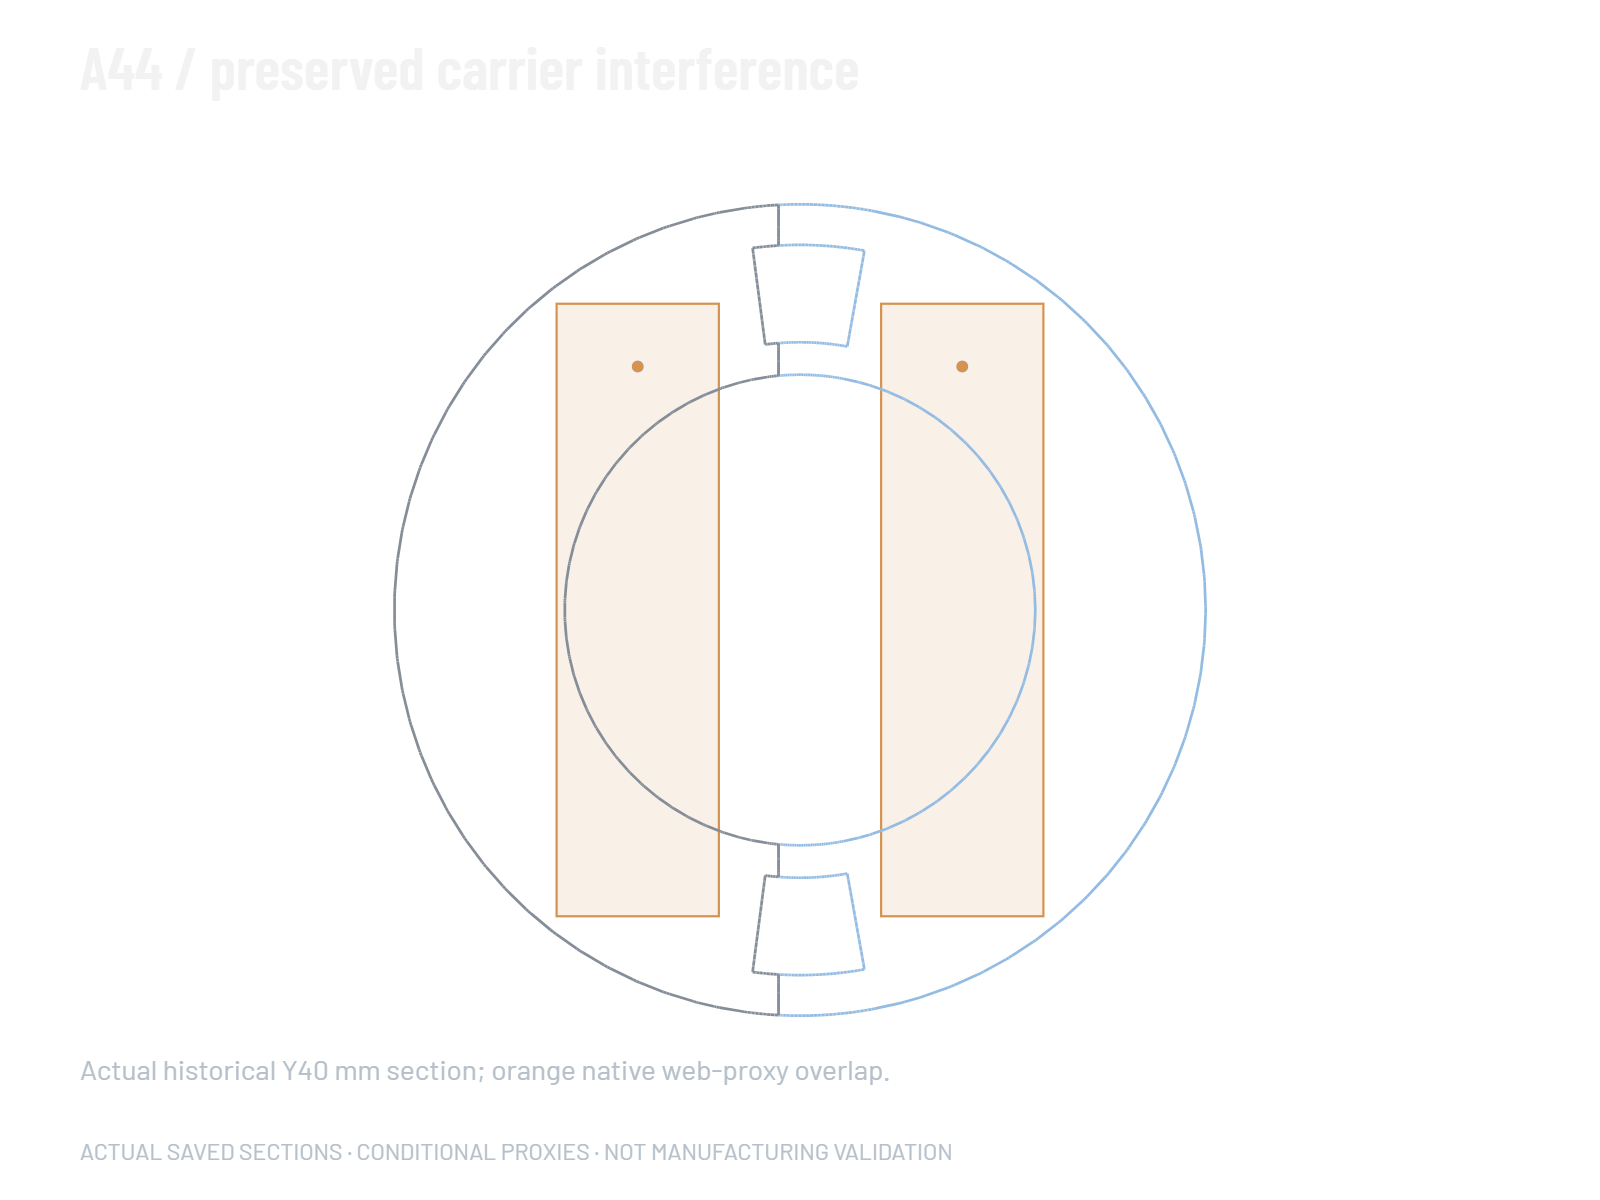 A44 / preserved carrier interference
Actual historical Y40 mm section; orange native web-proxy overlap.
ACTUAL SAVED SECTIONS · CONDITIONAL PROXIES · NOT MANUFACTURING VALIDATION